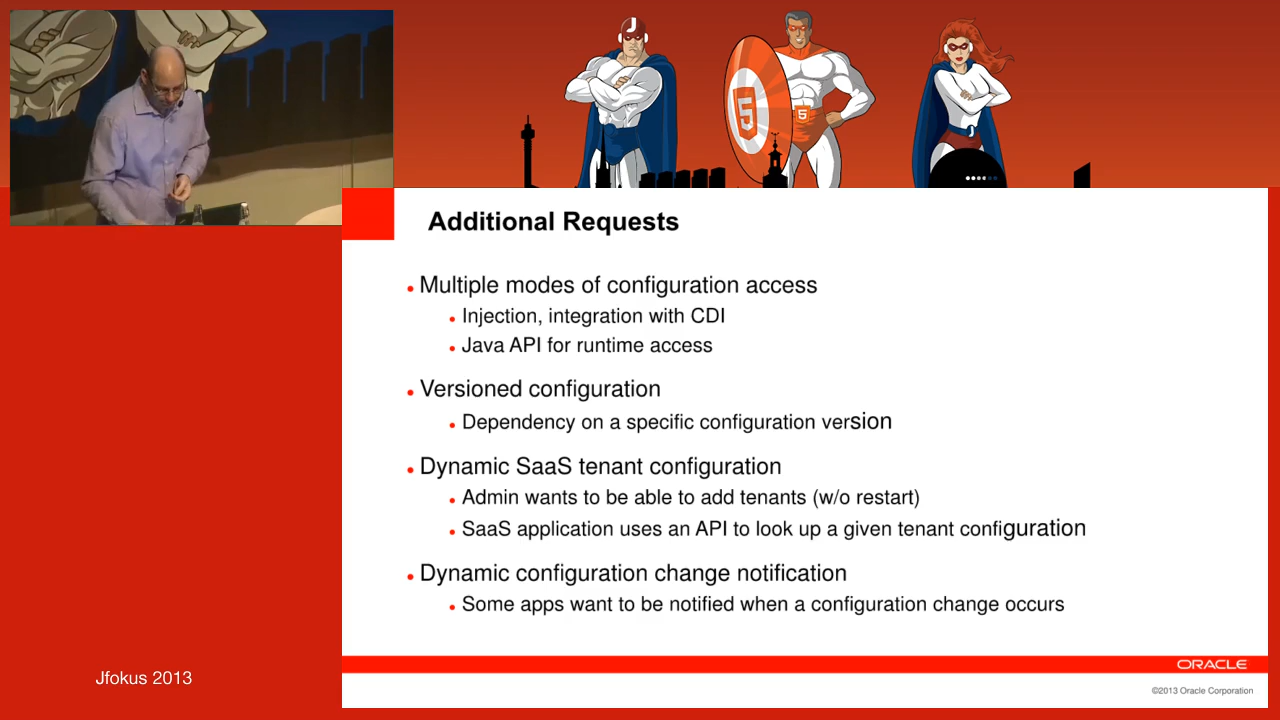 J
5
5
Additional Requests
• Multiple modes of configuration access
• Injection, integration with CDI
• Java API for runtime access
• Versioned configuration
• Dependency on a specific configuration version
• Dynamic SaaS tenant configuration
• Admin wants to be able to add tenants (w/o restart)
• SaaS application uses an API to look up a given tenant configuration
• Dynamic configuration change notification
• Some apps want to be notified when a configuration change occurs
ORACLE
Jfokus 2013
©2013 Oracle Corporation